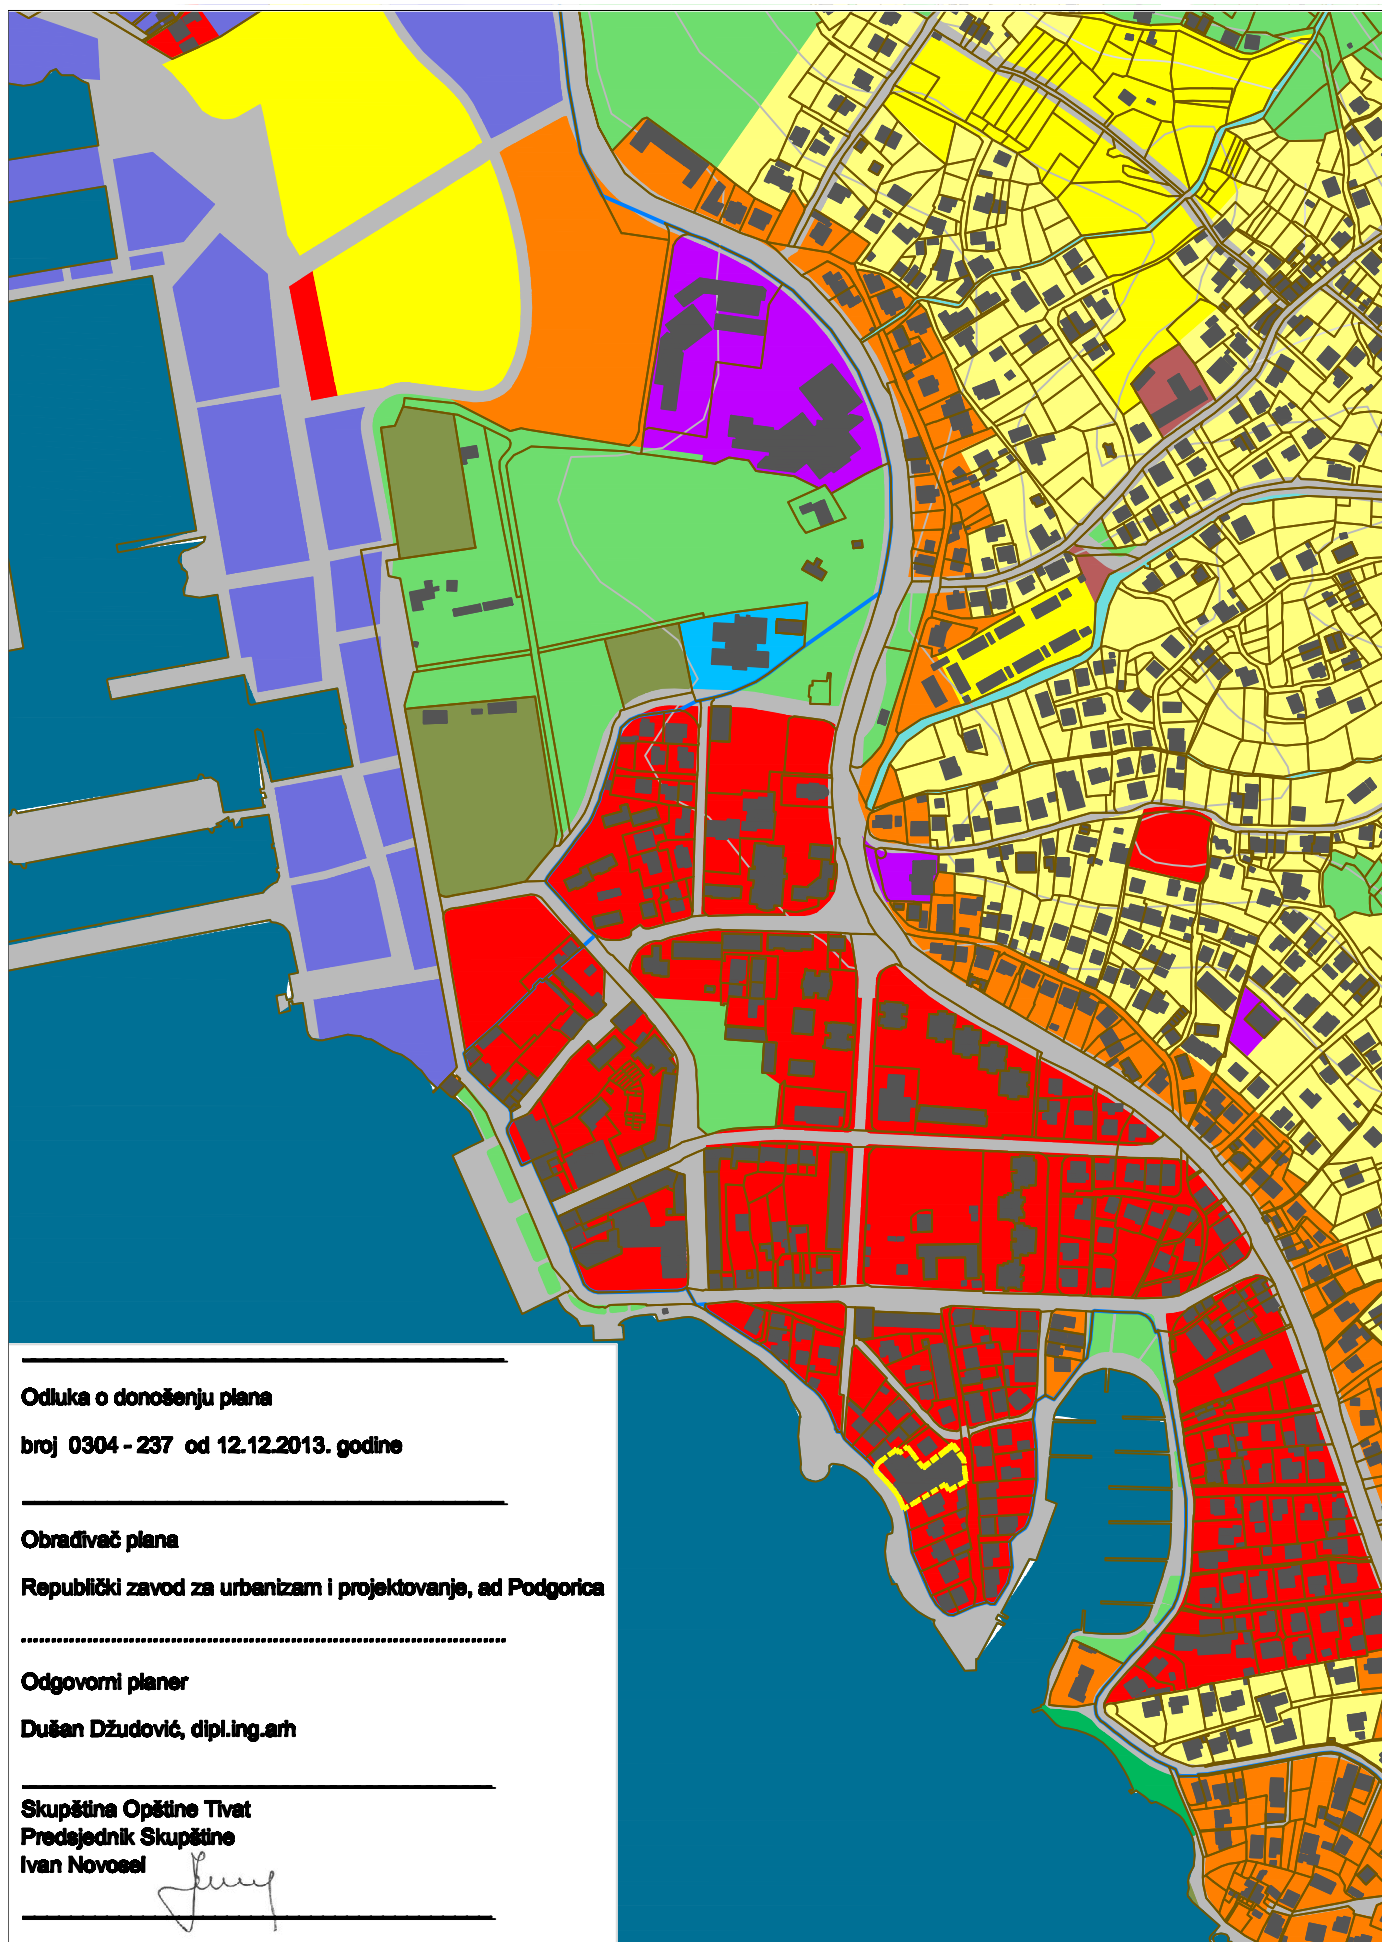 Odluka o donošenju plana
broj 0304 - 237 od 12.12.2013. godine
Obrađivač plana
Republički zavod za urbanizam i projektovanje, ad Podgorica
Odgovorni planer
Dušan Džudović, dipl.ing.arh
Skupština Opštine Tivat
Predsjednik Skupštine
Ivan Novosel